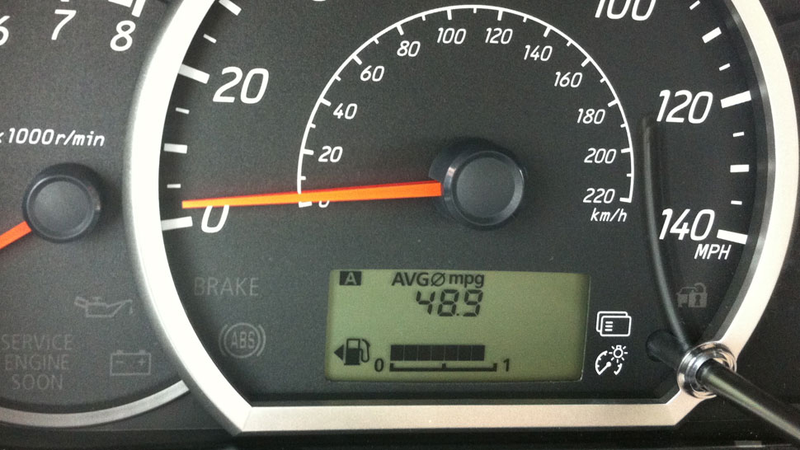 6 7 8
x1000r/min
0 20 100 120 140
MPH
0 20 40 60 80 100 120 140 160 180 200 220
km/h
BRAKE
ABS
SERVICE
ENGINE
SOON
A AVGØ mpg
48.9
0 1